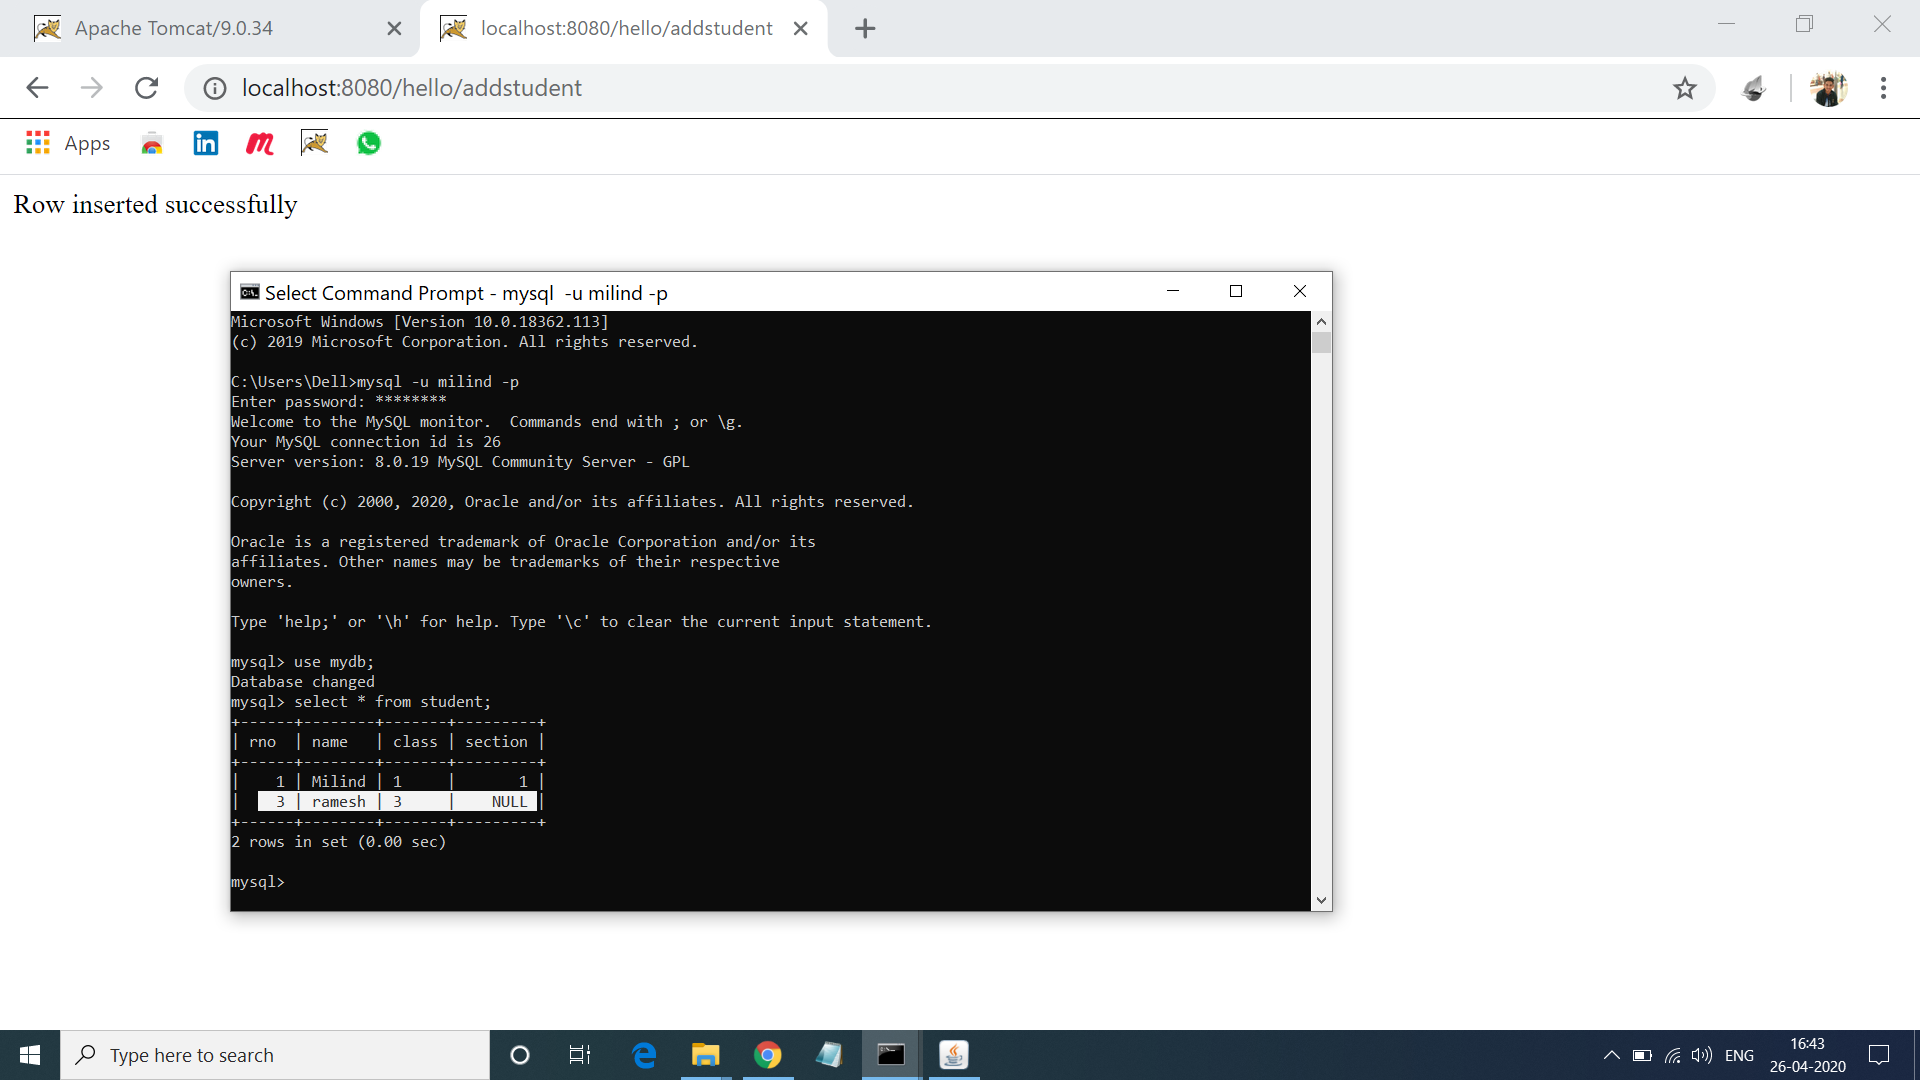 Apache Tomcat/9.0.34
localhost:8080/hello/addstudent
localhost:8080/hello/addstudent
Apps
Row inserted successfully
Select Command Prompt - mysql  -u milind -p
Microsoft Windows [Version 10.0.18362.113]
(c) 2019 Microsoft Corporation. All rights reserved.
C:\Users\Dell>mysql -u milind -p
Enter password: ********
Welcome to the MySQL monitor.  Commands end with ; or \g.
Your MySQL connection id is 26
Server version: 8.0.19 MySQL Community Server - GPL
Copyright (c) 2000, 2020, Oracle and/or its affiliates. All rights reserved.
Oracle is a registered trademark of Oracle Corporation and/or its
affiliates. Other names may be trademarks of their respective
owners.
Type 'help;' or '\h' for help. Type '\c' to clear the current input statement.
mysql> use mydb;
Database changed
mysql> select * from student;
+------+--------+-------+---------+
| rno  | name   | class | section |
+------+--------+-------+---------+
|    1 | Milind | 1     |       1 |
|    3 | ramesh | 3     |    NULL |
+------+--------+-------+---------+
2 rows in set (0.00 sec)
mysql>
Type here to search
ENG
16:43
26-04-2020